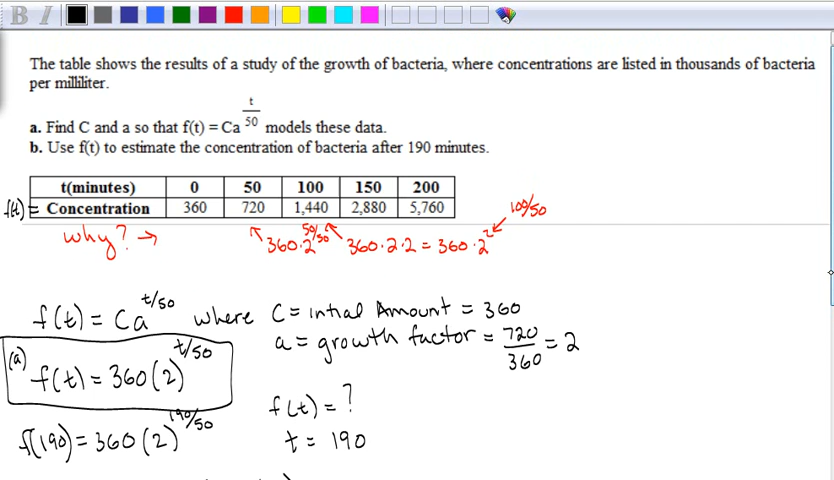 B I
The table shows the results of a study of the growth of bacteria, where concentrations are listed in thousands of bacteria
per milliliter.
a. Find C and a so that f(t) = Ca^(t/50) models these data.
b. Use f(t) to estimate the concentration of bacteria after 190 minutes.
t(minutes) 0 50 100 150 200
f(t) = Concentration 360 720 1,440 2,880 5,760
100/50
why? → 360·2^(50/50) 360·2·2 = 360·2^2
f(t) = Ca^(t/50) where C = intial Amount = 360
a = growth factor = 720/360 = 2
(a) f(t) = 360(2)^(t/50)
f(t) = ?
f(190) = 360(2)^(190/50) t = 190